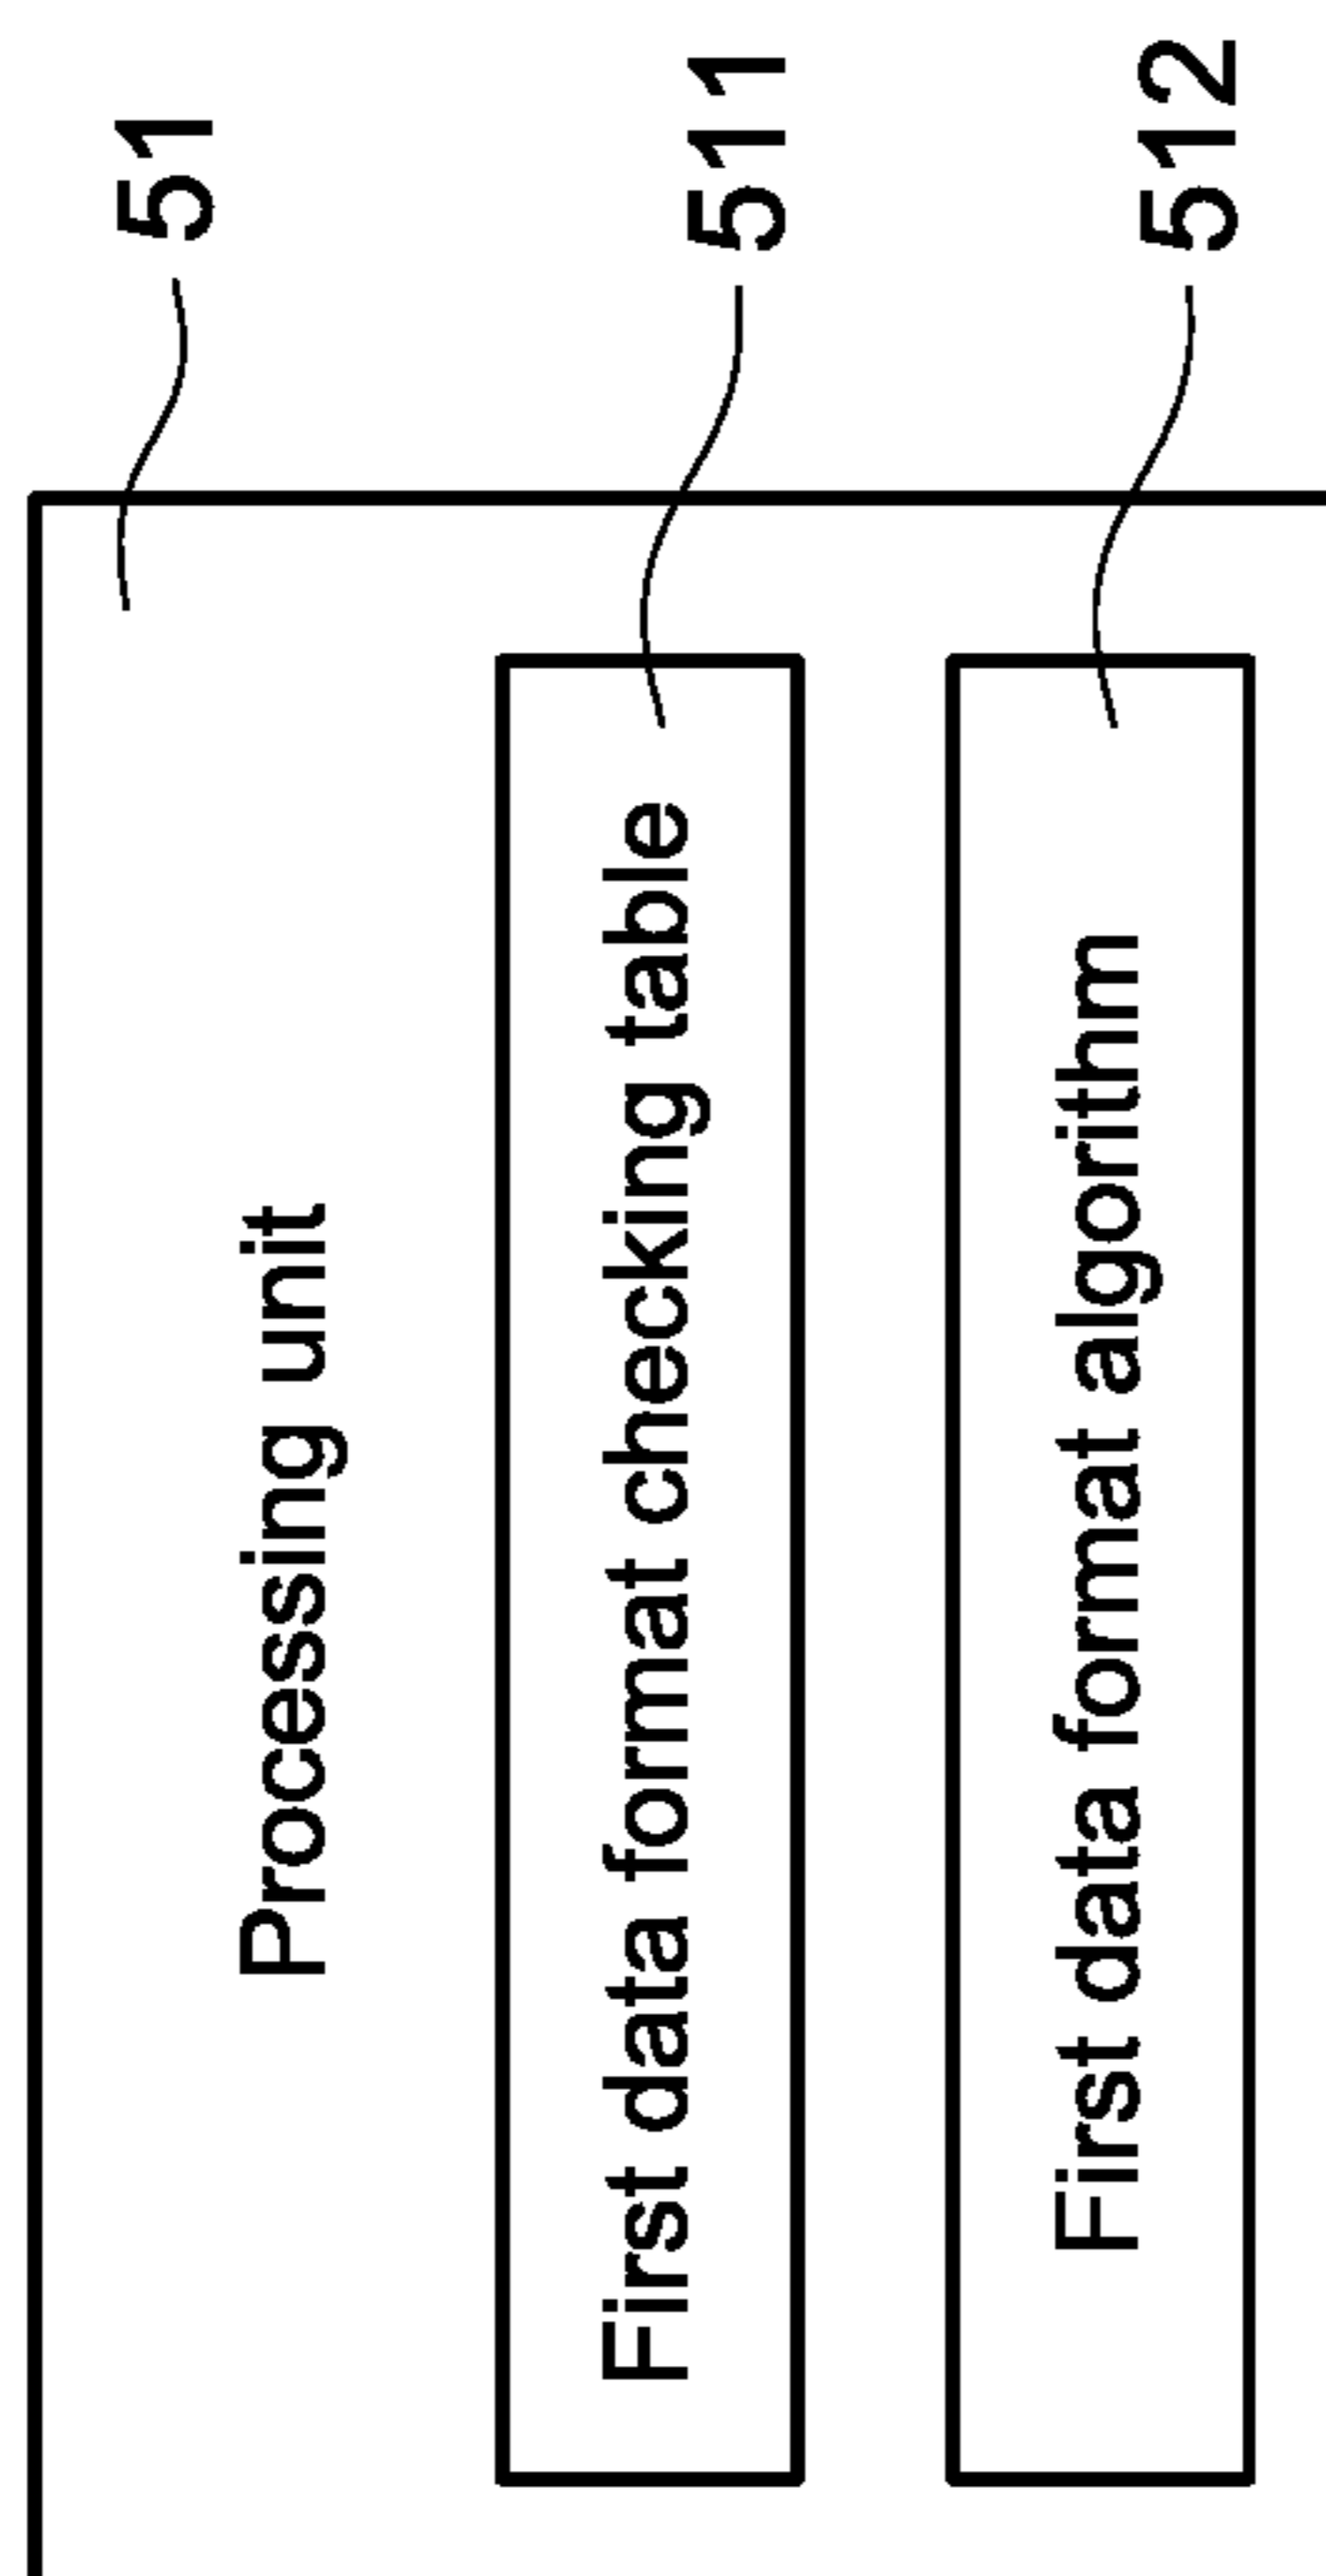 51
Processing unit
511
First data format checking table
512
First data format algorithm